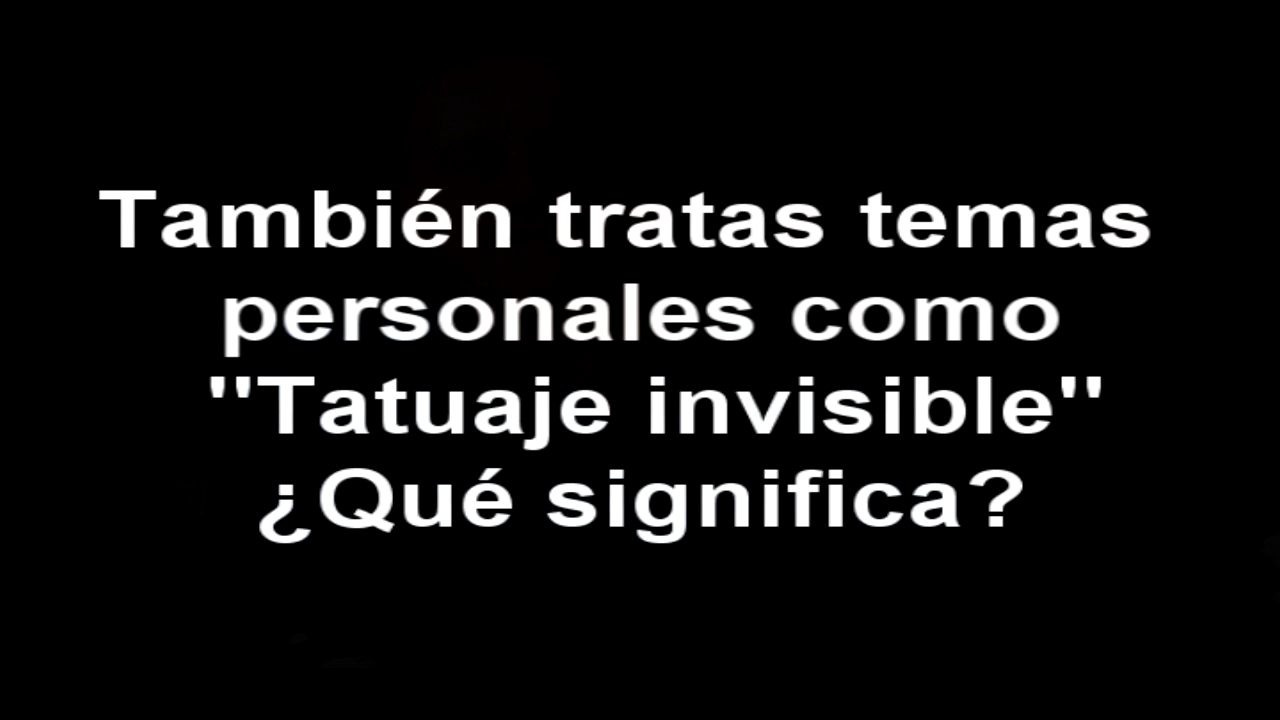 También tratas temas
personales como
"Tatuaje invisible"
¿Qué significa?